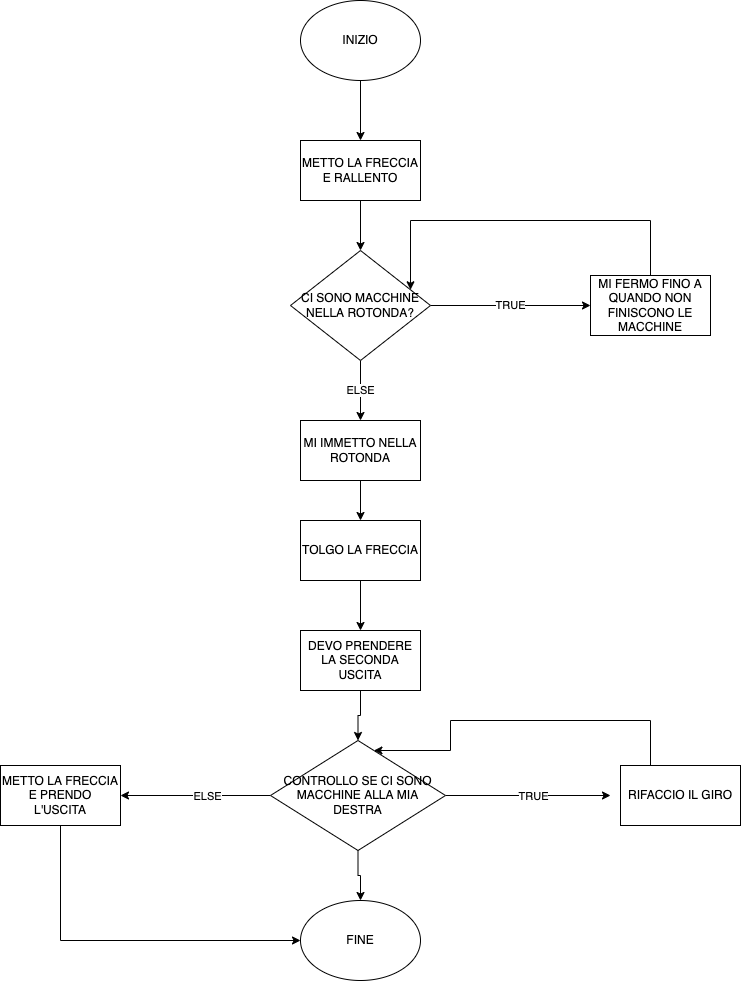 INIZIO
METTO LA FRECCIA
E RALLENTO
CI SONO MACCHINE
NELLA ROTONDA?
TRUE
MI FERMO FINO A
QUANDO NON
FINISCONO LE
MACCHINE
ELSE
MI IMMETTO NELLA
ROTONDA
TOLGO LA FRECCIA
DEVO PRENDERE
LA SECONDA
USCITA
METTO LA FRECCIA
E PRENDO
L'USCITA
ELSE
CONTROLLO SE CI SONO
MACCHINE ALLA MIA
DESTRA
TRUE
RIFACCIO IL GIRO
FINE